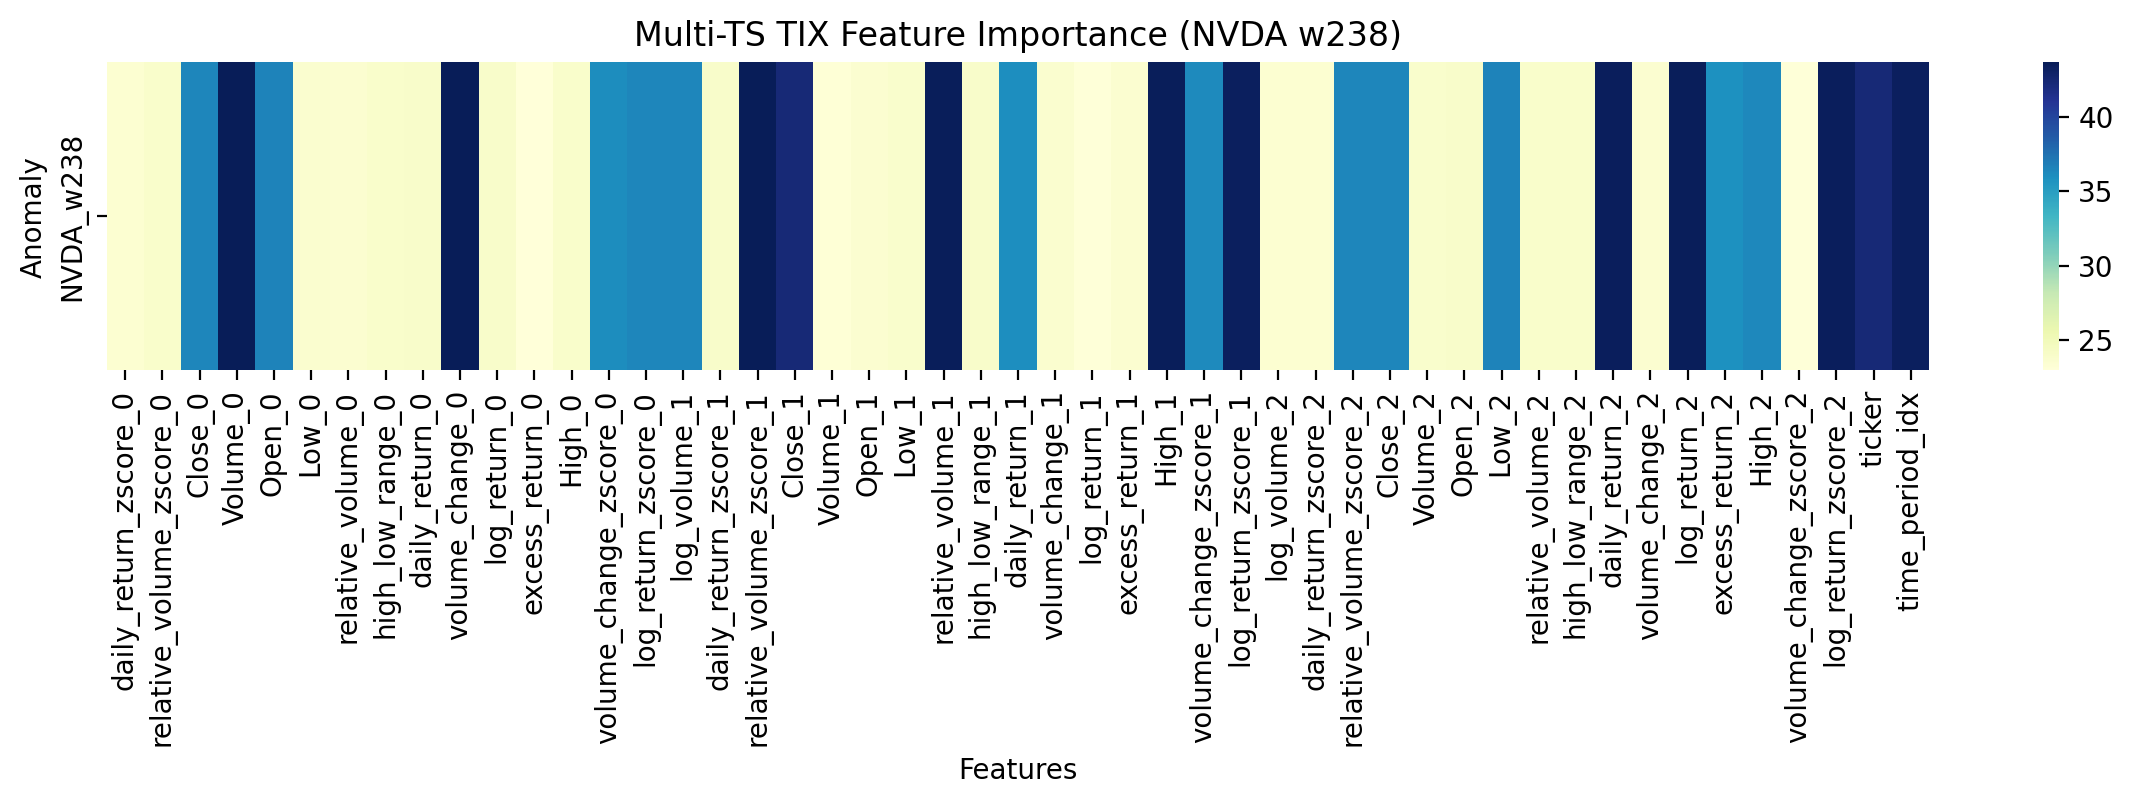 Multi-TS TIX Feature Importance (NVDA w238)
Anomaly
NVDA_w238
40
35
30
25
daily_return_zscore_0
relative_volume_zscore_0
Close_0
Volume_0
Open_0
Low_0
relative_volume_0
high_low_range_0
daily_return_0
volume_change_0
log_return_0
excess_return_0
High_0
volume_change_zscore_0
log_return_zscore_0
log_volume_1
daily_return_zscore_1
relative_volume_zscore_1
Close_1
Volume_1
Open_1
Low_1
relative_volume_1
high_low_range_1
daily_return_1
volume_change_1
log_return_1
excess_return_1
High_1
volume_change_zscore_1
log_return_zscore_1
log_volume_2
daily_return_zscore_2
relative_volume_zscore_2
Close_2
Volume_2
Open_2
Low_2
relative_volume_2
high_low_range_2
daily_return_2
volume_change_2
log_return_2
excess_return_2
High_2
volume_change_zscore_2
log_return_zscore_2
ticker
time_period_idx
Features